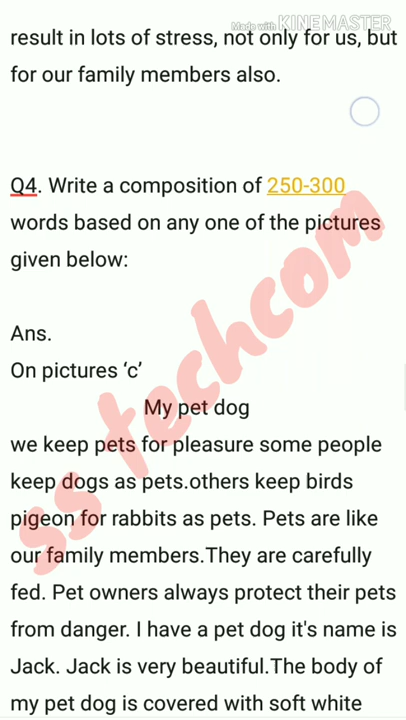 Made with KINEMASTER
result in lots of stress, not only for us, but
for our family members also.
Q4. Write a composition of 250-300
words based on any one of the pictures
given below:
Ans.
On pictures ‘c’
My pet dog
we keep pets for pleasure some people
keep dogs as pets.others keep birds
pigeon for rabbits as pets. Pets are like
our family members.They are carefully
fed. Pet owners always protect their pets
from danger. I have a pet dog it's name is
Jack. Jack is very beautiful.The body of
my pet dog is covered with soft white
ss techcom